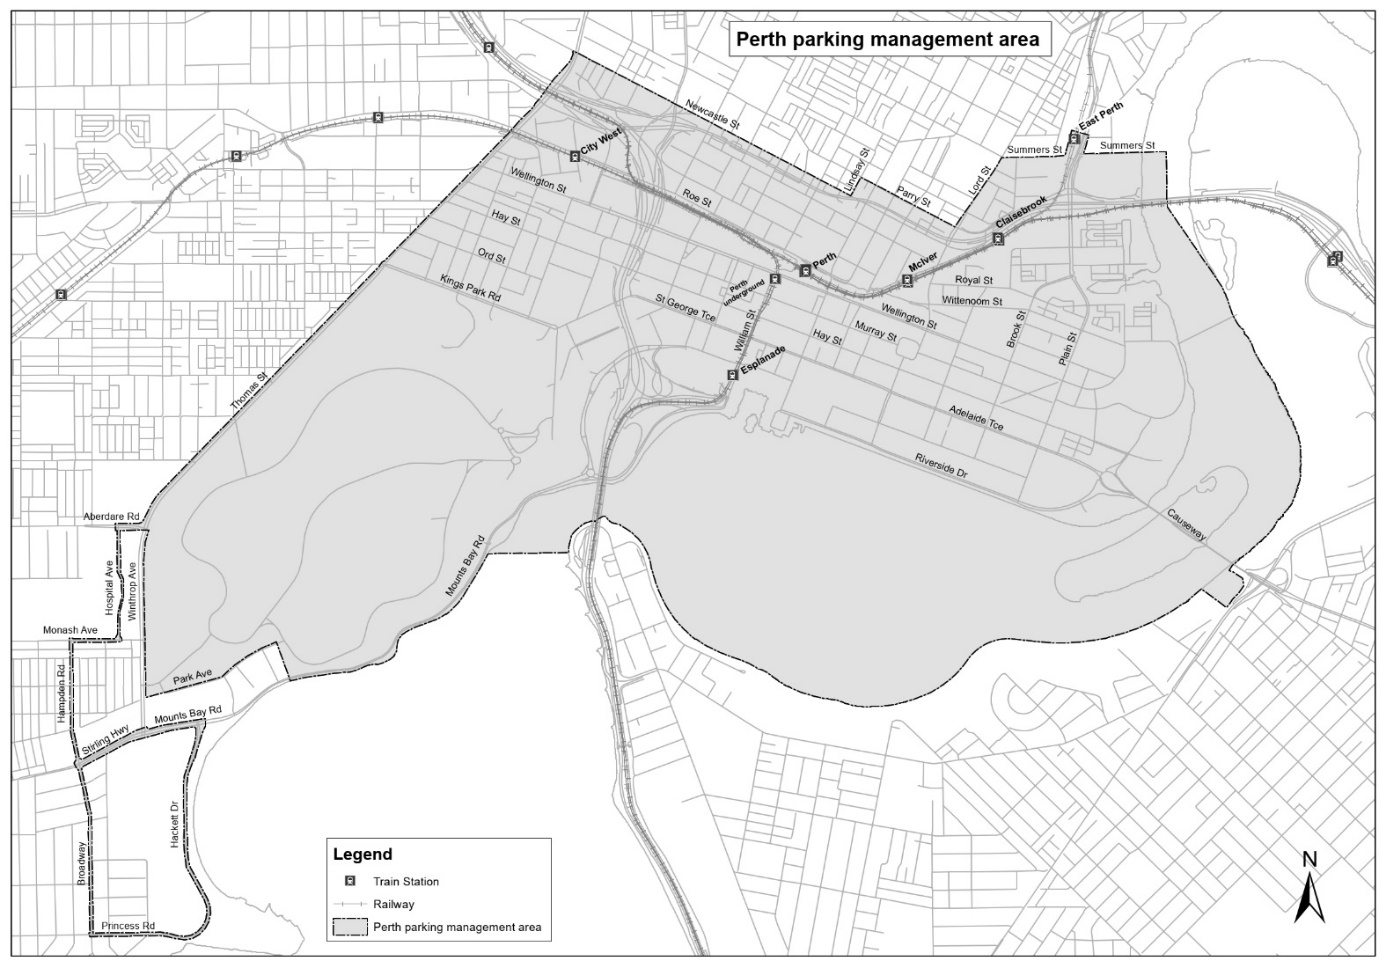 Perth parking management area
Newcastle St
East Perth
Summers St
Summers St
City West
Lindsay St
Parry St
Lord St
Wellington St
Roe St
Claisebrook
Hay St
Ord St
Kings Park Rd
Perth
McIver
Perth
underground
Royal St
Wittenoom St
St George Tce
William St
Wellington St
Murray St
Hay St
Brook St
Plain St
Esplanade
Thomas St
Adelaide Tce
Riverside Dr
Causeway
Aberdare Rd
Hospital Ave
Winthrop Ave
Mounts Bay Rd
Monash Ave
Hampden Rd
Park Ave
Mounts Bay Rd
Stirling Hwy
Hackett Dr
Broadway
Princess Rd
Legend
Train Station
Railway
Perth parking management area
N